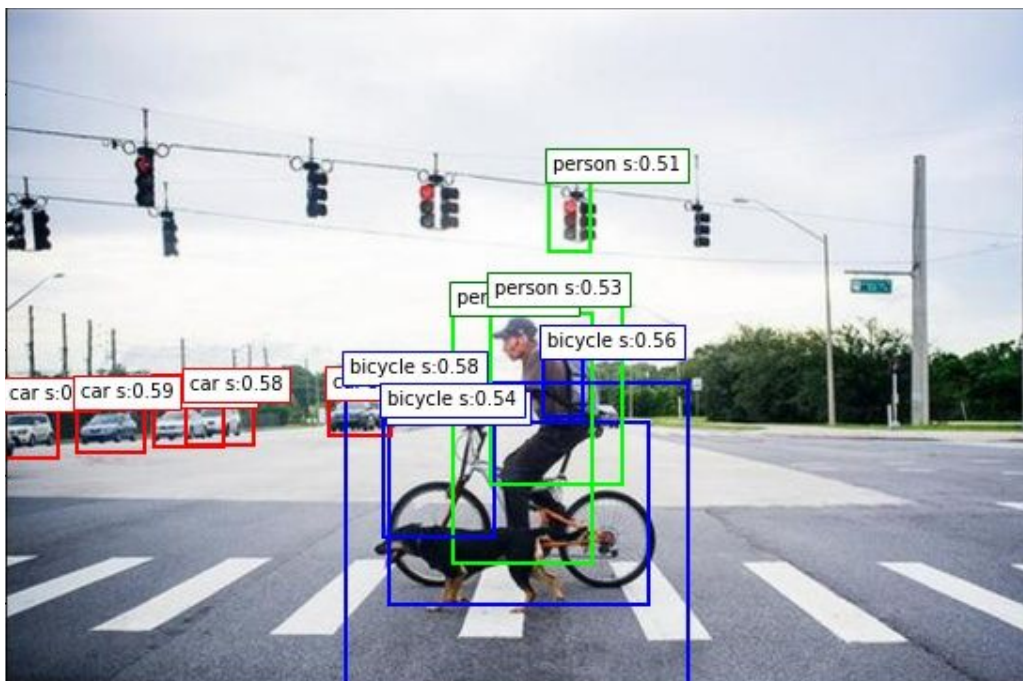 person s:0.51
person s:0.53
per
bicycle s:0.56
bicycle s:0.58
car s:0.58
car s:0.59
car s:0
bicycle s:0.54